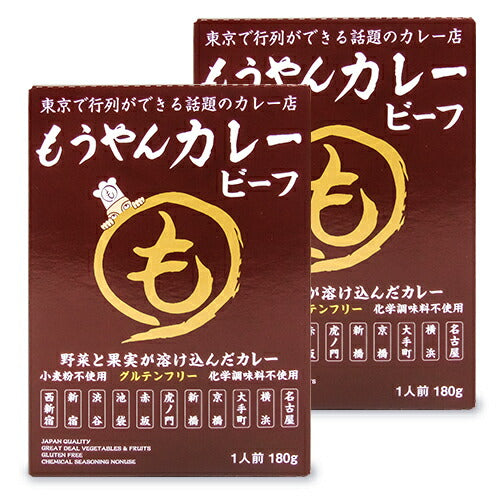 東京で行列ができる話題のカレー店
もうやんカレー
ビーフ
も
も
野菜と果実が溶け込んだカレー
小麦粉不使用 グルテンフリー 化学調味料不使用
西新宿 新宿 渋谷 池袋 赤坂 虎ノ門 新橋 京橋 大手町 横浜 名古屋
JAPAN QUALITY
GREAT DEAL VEGETABLES & FRUITS
GLUTEN FREE
CHEMICAL SEASONING NONUSE
1人前 180g
東京で行列ができる話題のカレー店
カレー
ビーフ
も
が溶け込んだカレー
テンフリー 化学調味料不使用
赤坂 虎ノ門 新橋 京橋 大手町 横浜 名古屋
1人前 180g